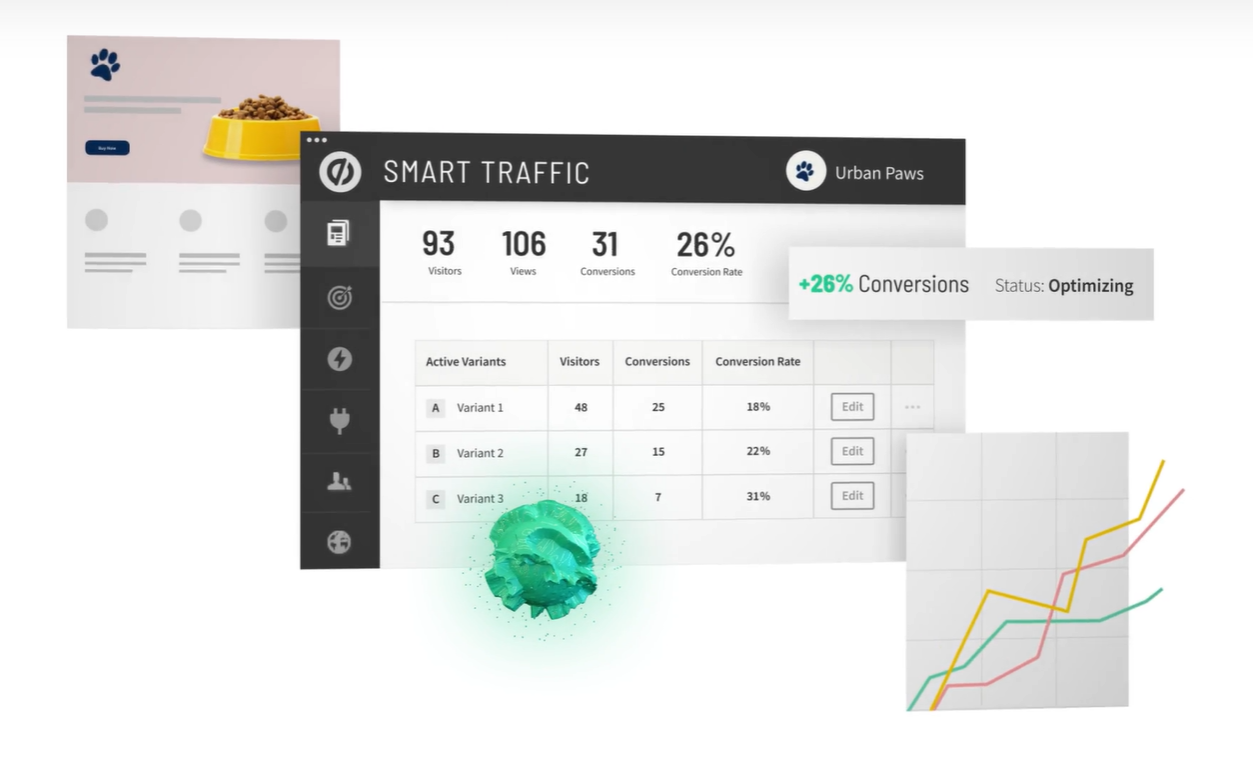 Buy Now
SMART TRAFFIC
Urban Paws
93 106 31 26%
Visitors Views Conversions Conversion Rate
+26% Conversions Status: Optimizing
Active Variants Visitors Conversions Conversion Rate
A Variant 1 48 25 18% Edit
B Variant 2 27 15 22% Edit
C Variant 3 18 7 31% Edit